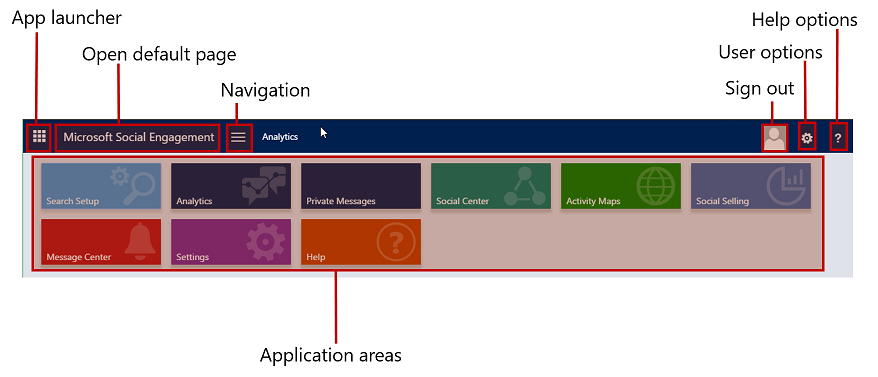 App launcher
Help options
Open default page
User options
Navigation
Sign out
Microsoft Social Engagement
Analytics
?
Search Setup
Analytics
Private Messages
Social Center
Activity Maps
Social Selling
Message Center
Settings
Help
?
Application areas